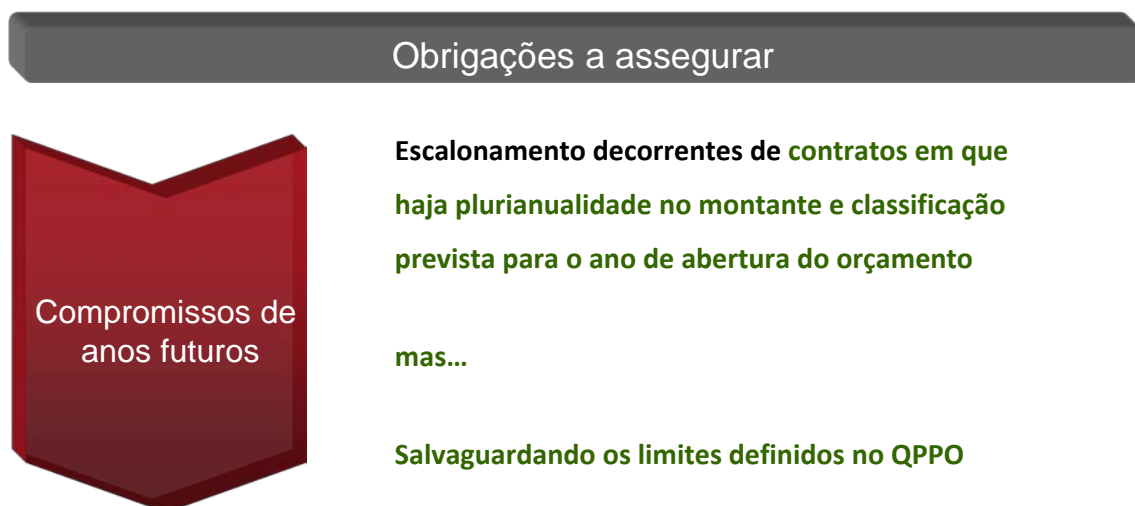 Obrigações a assegurar
Compromissos de
anos futuros
Escalonamento decorrentes de contratos em que
haja plurianualidade no montante e classificação
prevista para o ano de abertura do orçamento
mas…
Salvaguardando os limites definidos no QPPO